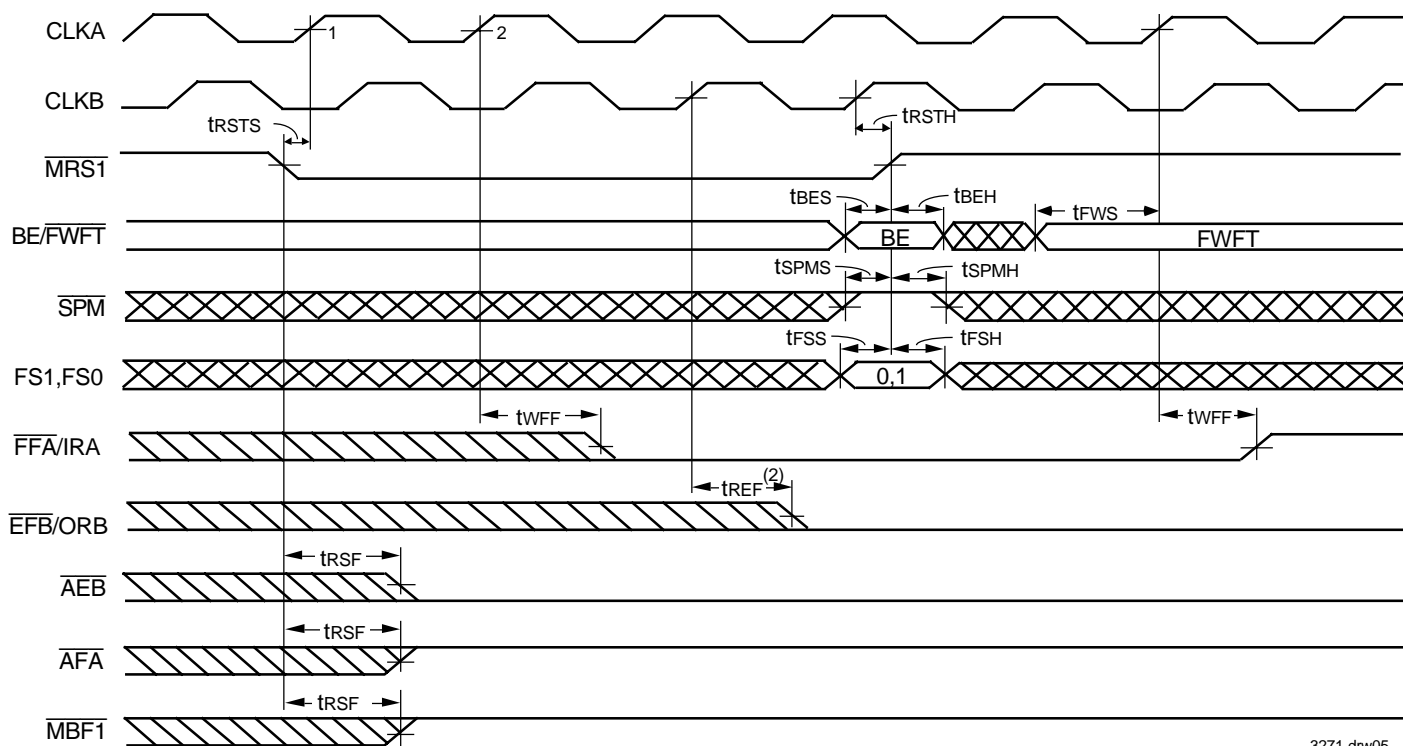 CLKA 1 2
CLKB
tRSTS tRSTH
MRS1
tBES tBEH
tFWS
BE/FWFT BE FWFT
tSPMS tSPMH
SPM
tFSS tFSH
FS1,FS0 0,1
tWFF tWFF
FFA/IRA
tREF(2)
EFB/ORB
tRSF
AEB
tRSF
AFA
tRSF
MBF1
3271 drw05